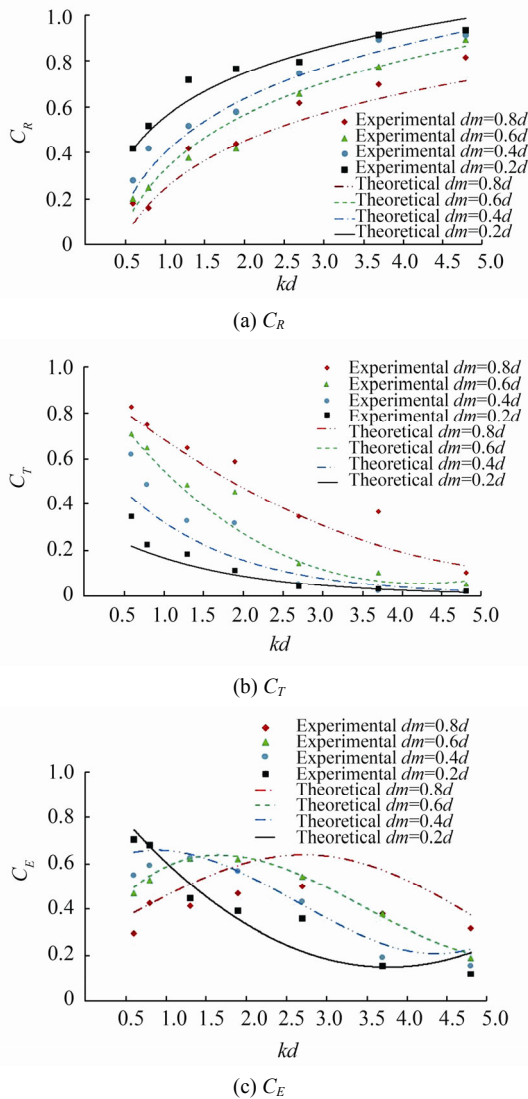 1.0
0.8
0.6
0.4
0.2
0
C_R
Experimental dm=0.8d
Experimental dm=0.6d
Experimental dm=0.4d
Experimental dm=0.2d
Theoretical dm=0.8d
Theoretical dm=0.6d
Theoretical dm=0.4d
Theoretical dm=0.2d
0.6 1.0 1.5 2.0 2.5 3.0 3.5 4.0 4.5 5.0
kd
(a) C_R
1.0
0.8
0.6
0.4
0.2
0
C_T
Experimental dm=0.8d
Experimental dm=0.6d
Experimental dm=0.4d
Experimental dm=0.2d
Theoretical dm=0.8d
Theoretical dm=0.6d
Theoretical dm=0.4d
Theoretical dm=0.2d
0.6 1.0 1.5 2.0 2.5 3.0 3.5 4.0 4.5 5.0
kd
(b) C_T
Experimental dm=0.8d
Experimental dm=0.6d
Experimental dm=0.4d
Experimental dm=0.2d
Theoretical dm=0.8d
Theoretical dm=0.6d
Theoretical dm=0.4d
Theoretical dm=0.2d
1.0
0.8
0.6
0.4
0.2
0
C_E
0.6 1.0 1.5 2.0 2.5 3.0 3.5 4.0 4.5 5.0
kd
(c) C_E